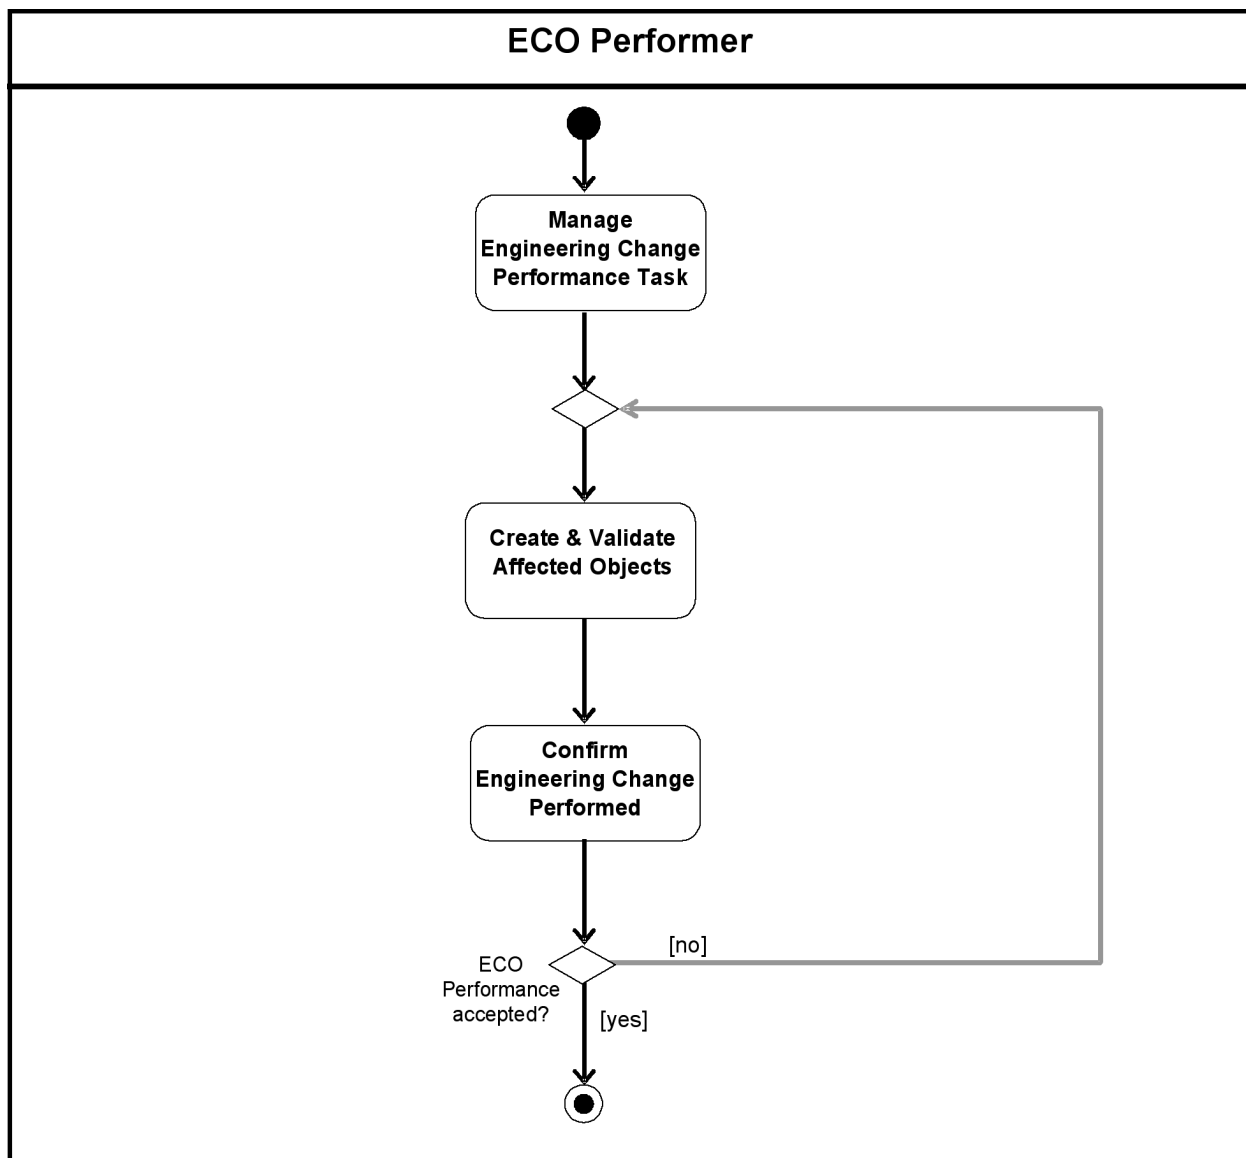 ECO Performer
Manage
Engineering Change
Performance Task
Create & Validate
Affected Objects
Confirm
Engineering Change
Performed
[no]
ECO
Performance
accepted?
[yes]